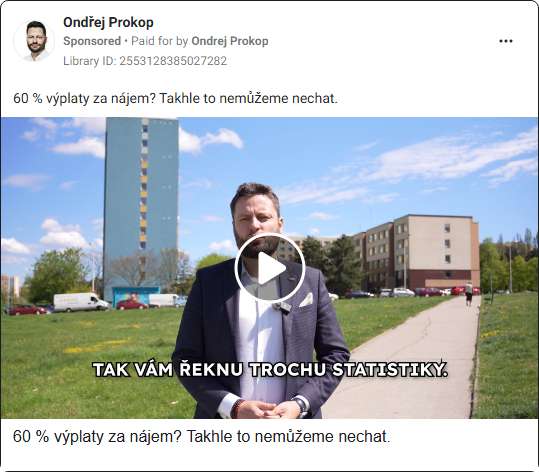 Ondřej Prokop
Sponsored • Paid for by Ondrej Prokop
Library ID: 2553128385027282
60 % výplaty za nájem? Takhle to nemůžeme nechat.
TAK VÁM ŘEKNU TROCHU STATISTIKY.
60 % výplaty za nájem? Takhle to nemůžeme nechat.